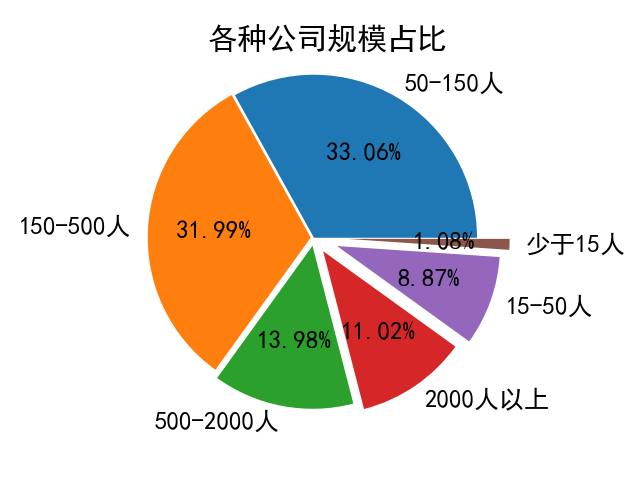 各种公司规模占比
50-150人
33.06%
150-500人
31.99%
1.08%
少于15人
8.87%
15-50人
13.98%
11.02%
2000人以上
500-2000人